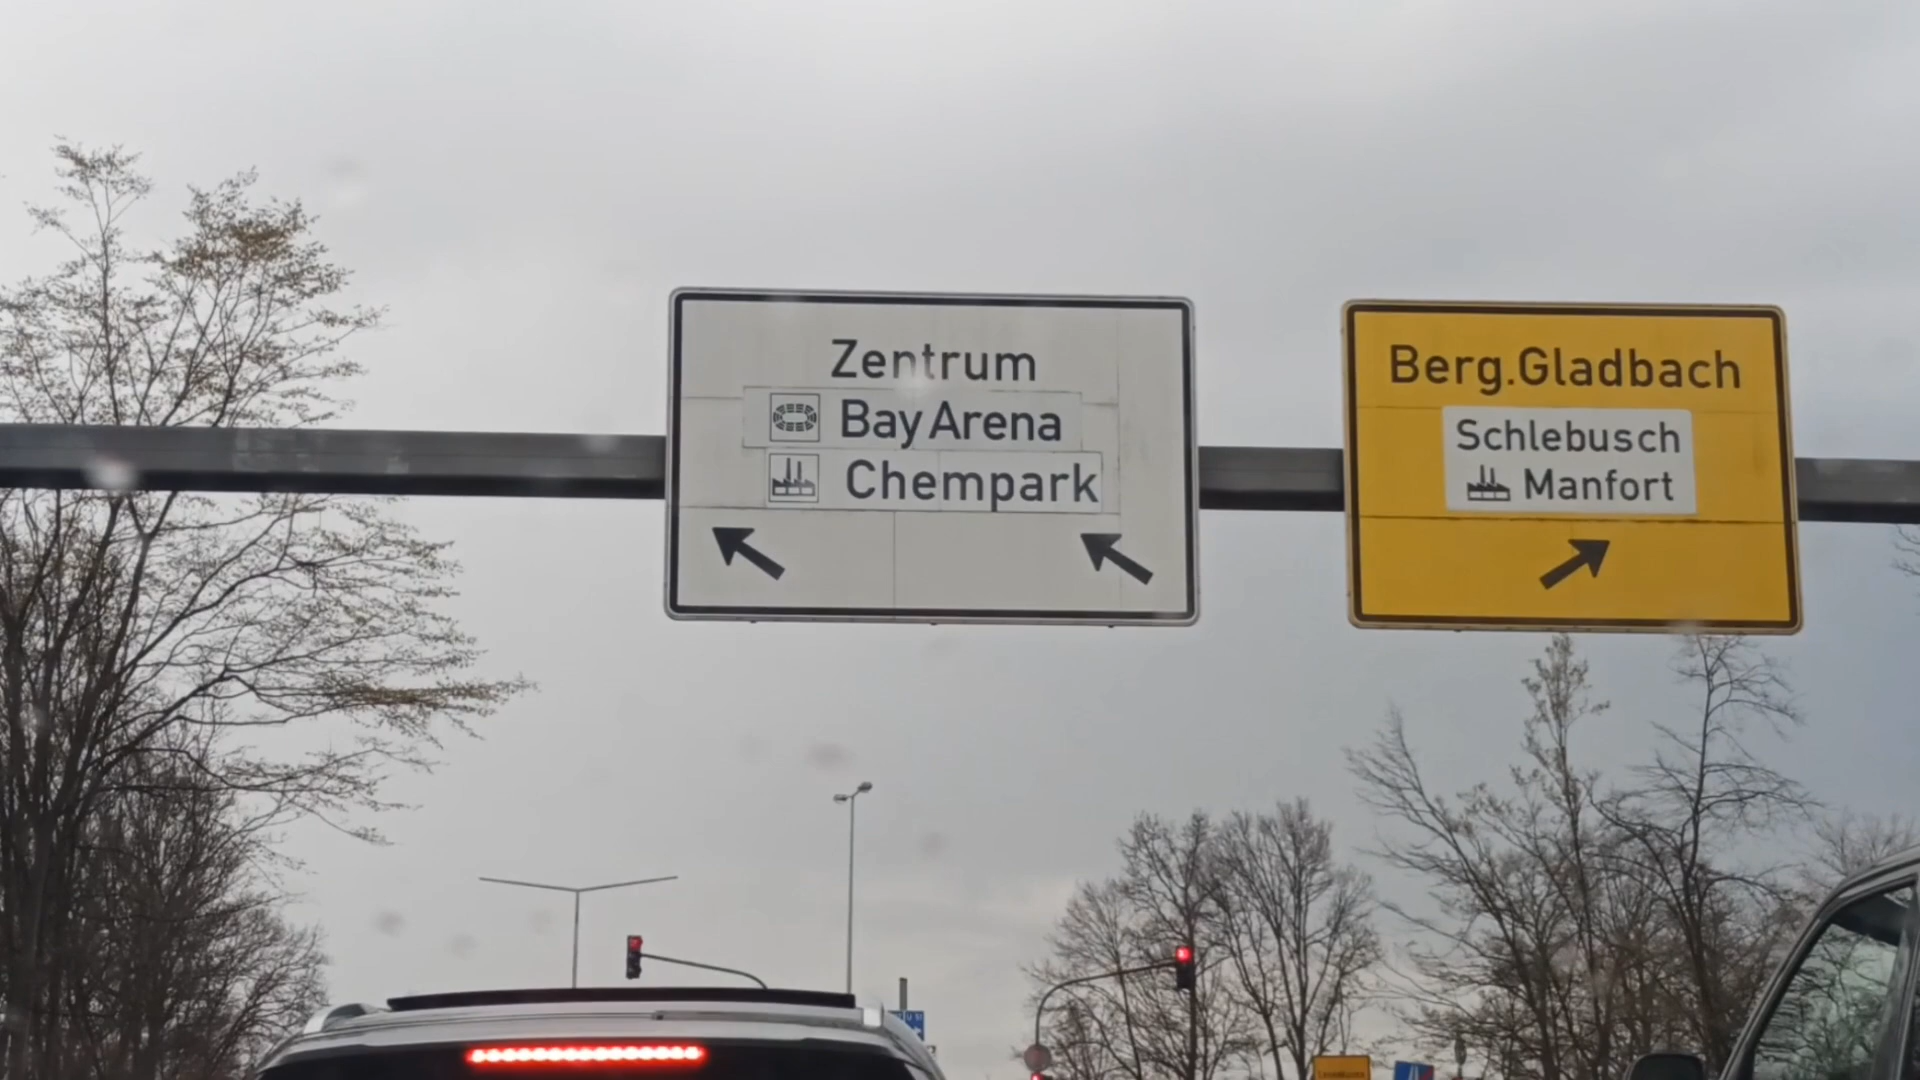 Zentrum
BayArena
Chempark
Berg.Gladbach
Schlebusch
Manfort